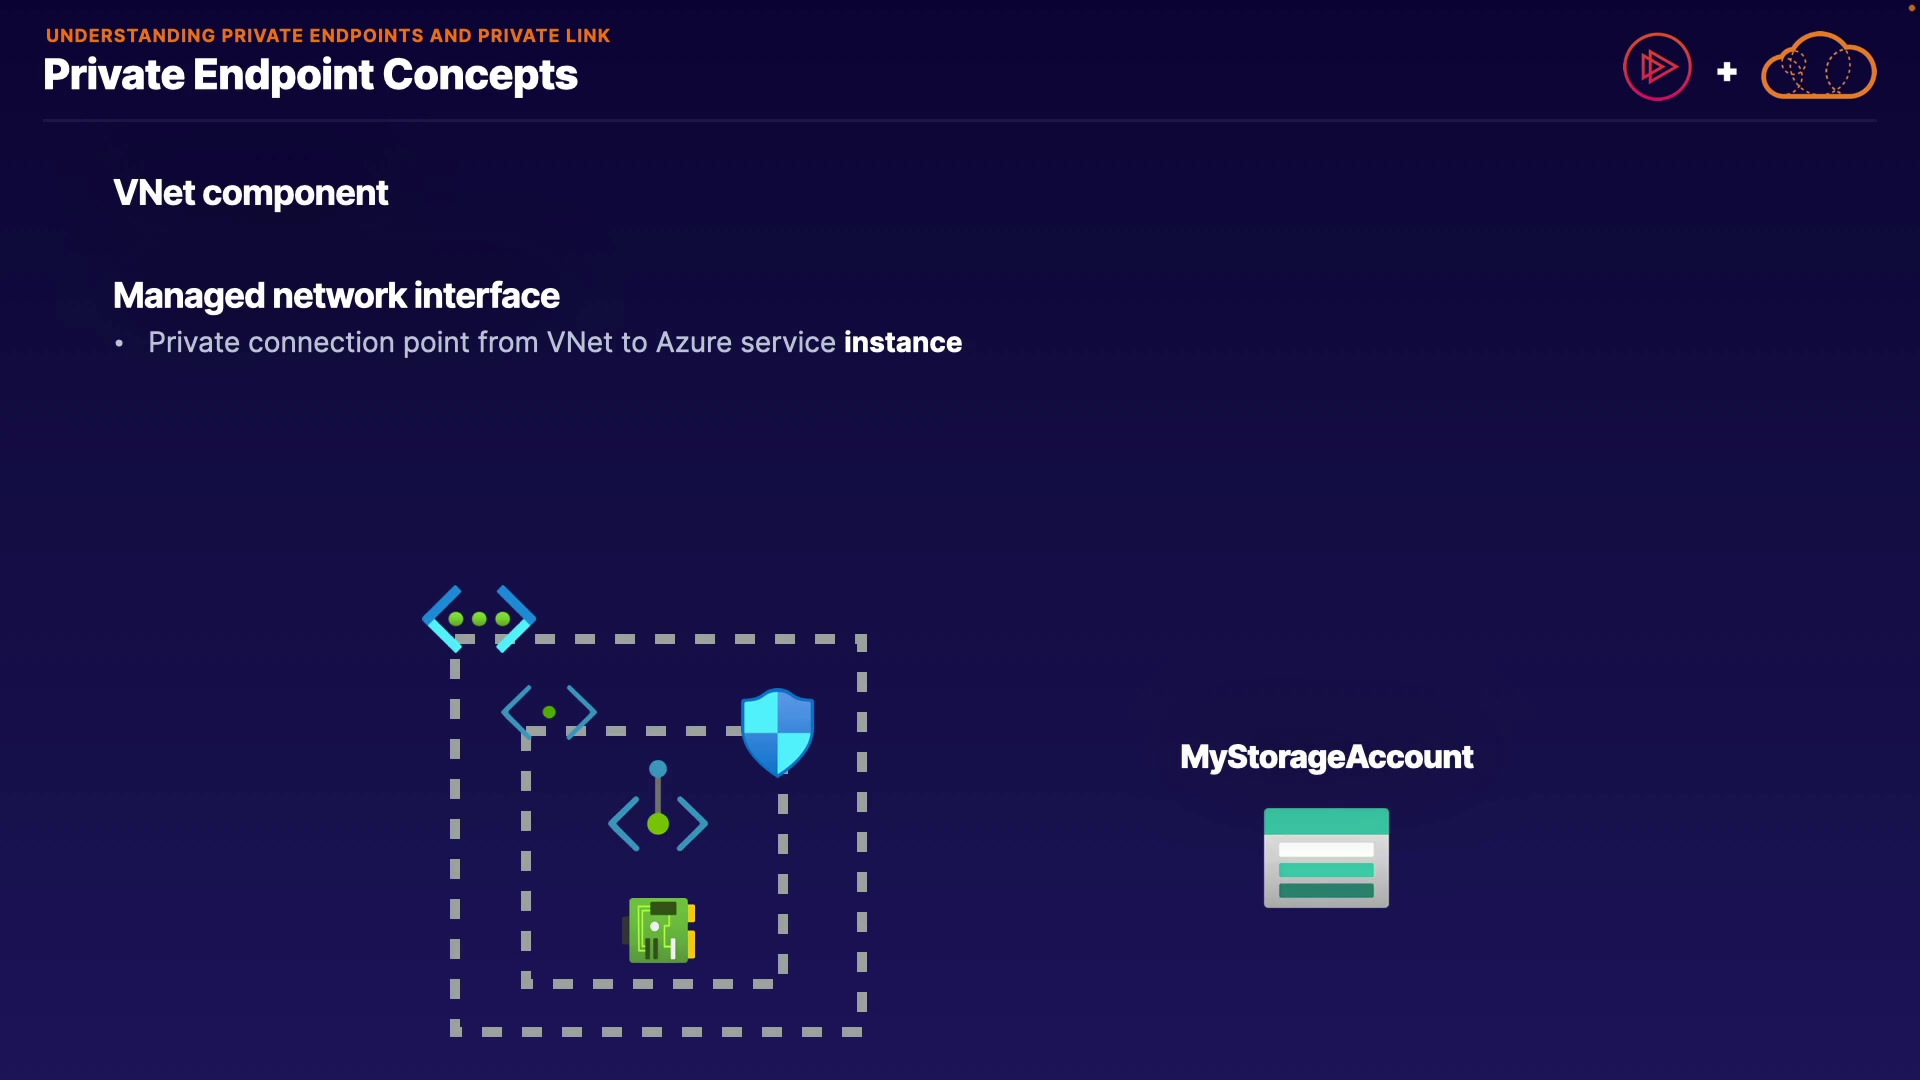 UNDERSTANDING PRIVATE ENDPOINTS AND PRIVATE LINK
Private Endpoint Concepts
+
VNet component
Managed network interface
• Private connection point from VNet to Azure service instance
MyStorageAccount